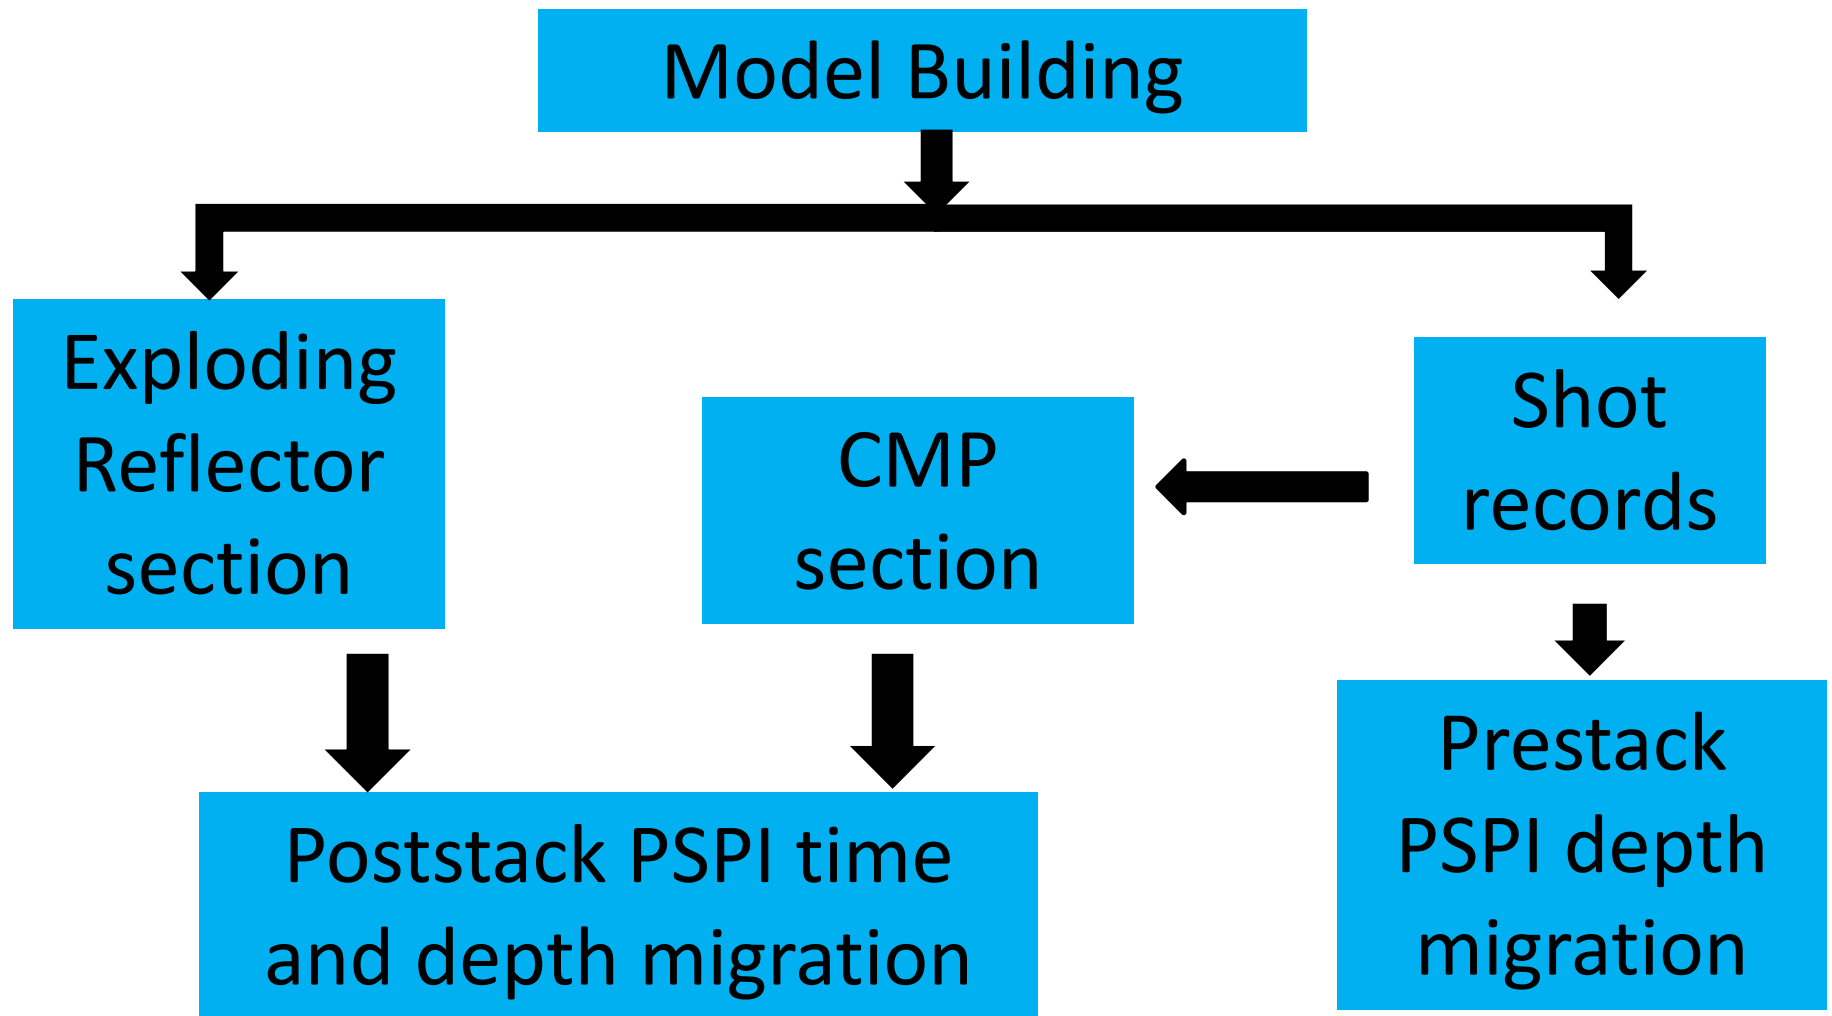 Model Building
Exploding
Reflector
section
CMP
section
Shot
records
Poststack PSPI time
and depth migration
Prestack
PSPI depth
migration